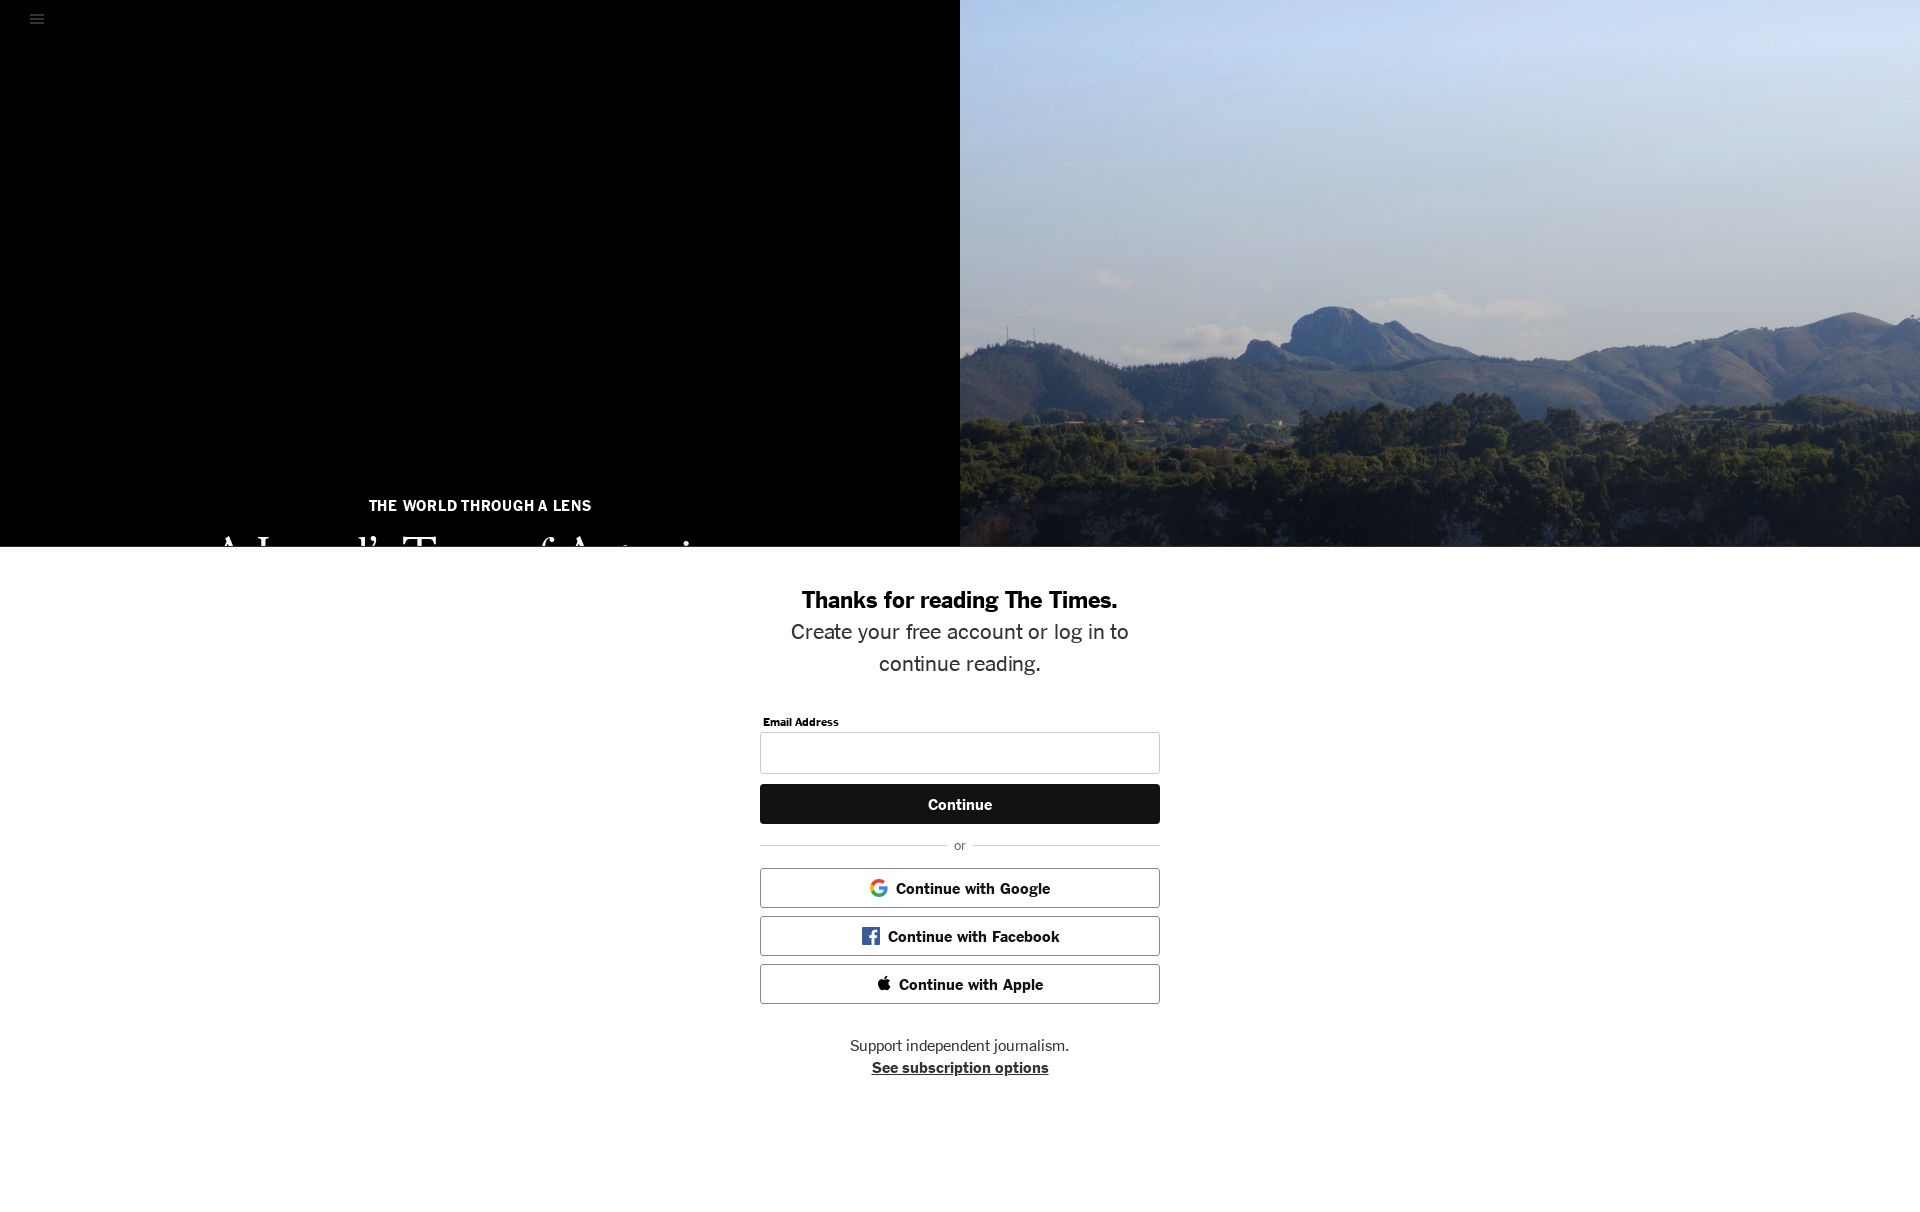 THE WORLD THROUGH A LENS
Thanks for reading The Times.
Create your free account or log in to
continue reading.
Email Address
Continue
or
Continue with Google
Continue with Facebook
Continue with Apple
Support independent journalism.
See subscription options